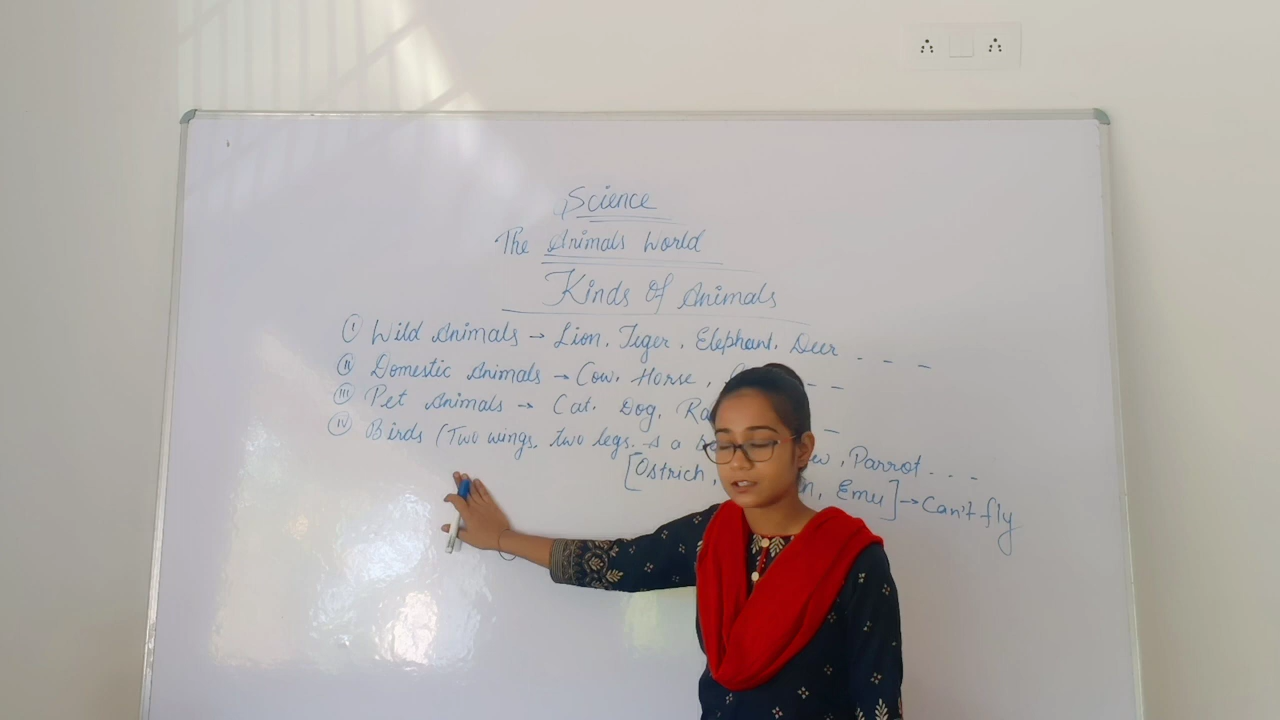 Science
The Animals World
Kinds Of Animals
(I) Wild Animals → Lion, Tiger, Elephant, Deer - - -
(II) Domestic Animals → Cow, Horse, - -
(III) Pet Animals → Cat, Dog, -
(IV) Birds (Two wings, two legs, , Parrot - - -
[Ostrich, , Emu] → Can't fly